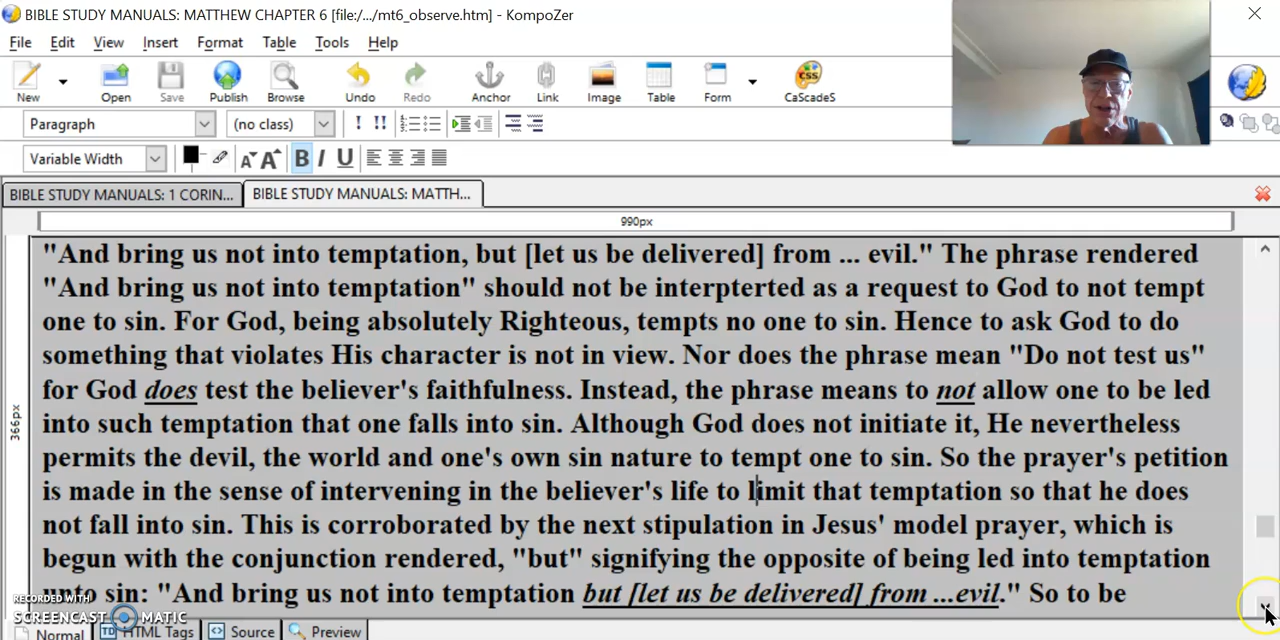 BIBLE STUDY MANUALS: MATTHEW CHAPTER 6 [file:/.../mt6_observe.htm] - KompoZer
File Edit View Insert Format Table Tools Help
New Open Save Publish Browse Undo Redo Anchor Link Image Table Form CaScadeS
Paragraph (no class) ! !!
Variable Width A A B I U
BIBLE STUDY MANUALS: 1 CORIN... BIBLE STUDY MANUALS: MATTH...
990px
366px
"And bring us not into temptation, but [let us be delivered] from ... evil." The phrase rendered
"And bring us not into temptation" should not be interpterted as a request to God to not tempt
one to sin. For God, being absolutely Righteous, tempts no one to sin. Hence to ask God to do
something that violates His character is not in view. Nor does the phrase mean "Do not test us"
for God does test the believer's faithfulness. Instead, the phrase means to not allow one to be led
into such temptation that one falls into sin. Although God does not initiate it, He nevertheless
permits the devil, the world and one's own sin nature to tempt one to sin. So the prayer's petition
is made in the sense of intervening in the believer's life to limit that temptation so that he does
not fall into sin. This is corroborated by the next stipulation in Jesus' model prayer, which is
begun with the conjunction rendered, "but" signifying the opposite of being led into temptation
sin: "And bring us not into temptation but [let us be delivered] from ...evil." So to be
RECORDED WITH
SCREENCAST MATIC
Normal TD HTML Tags <> Source Preview